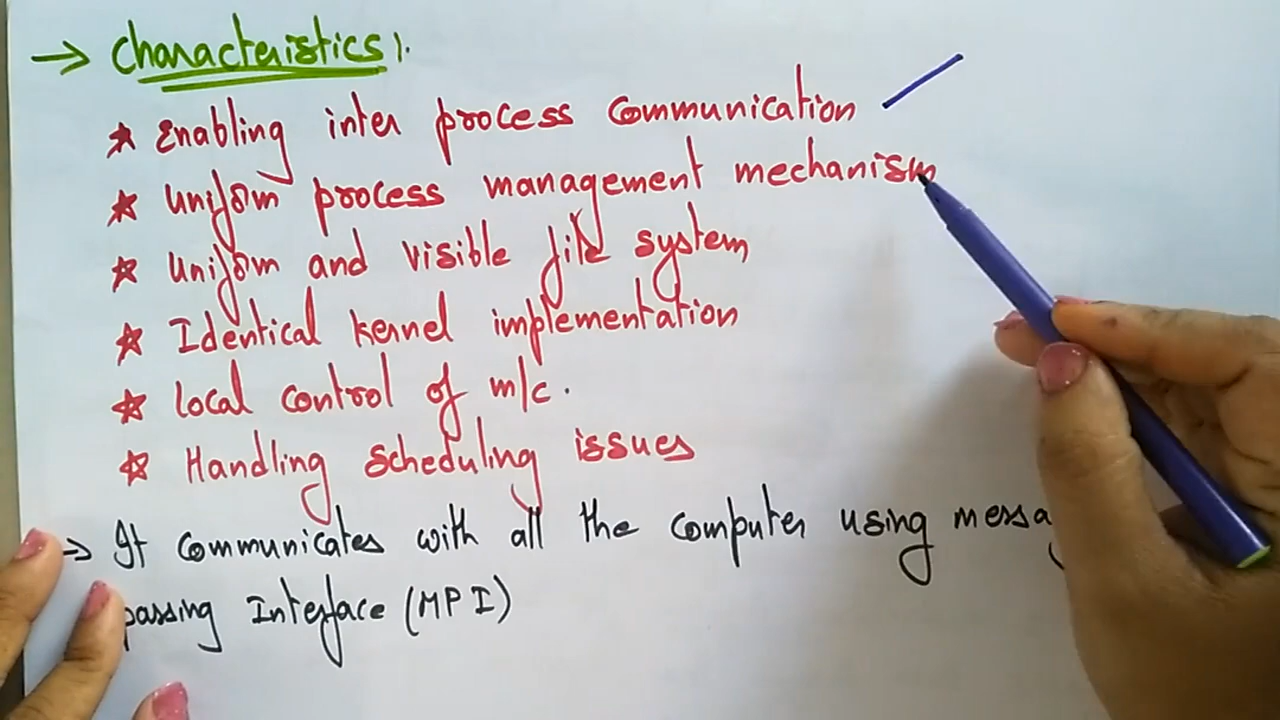 → Characteristics:
★ Enabling inter process communication
★ Uniform process management mechanism
★ Uniform and visible file system
★ Identical kernel implementation
★ Local control of m/c.
★ Handling scheduling issues
→ It communicates with all the computer using
passing Interface (MPI)